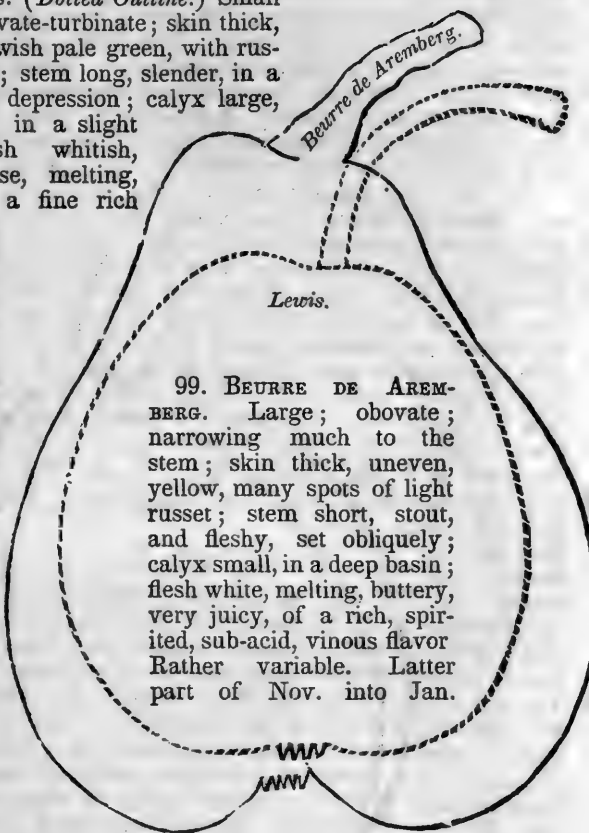 (Dotted Outline.) Small
vate-turbinate; skin thick,
wish pale green, with rus-
; stem long, slender, in a
depression; calyx large,
in a slight
sh whitish,
se, melting,
a fine rich
Beurre de Aremberg.
Lewis.
99. BEURRE DE AREM-
BERG. Large; obovate;
narrowing much to the
stem; skin thick, uneven,
yellow, many spots of light
russet; stem short, stout,
and fleshy, set obliquely;
calyx small, in a deep basin;
flesh white, melting, buttery,
very juicy, of a rich, spir-
ited, sub-acid, vinous flavor
Rather variable. Latter
part of Nov. into Jan.